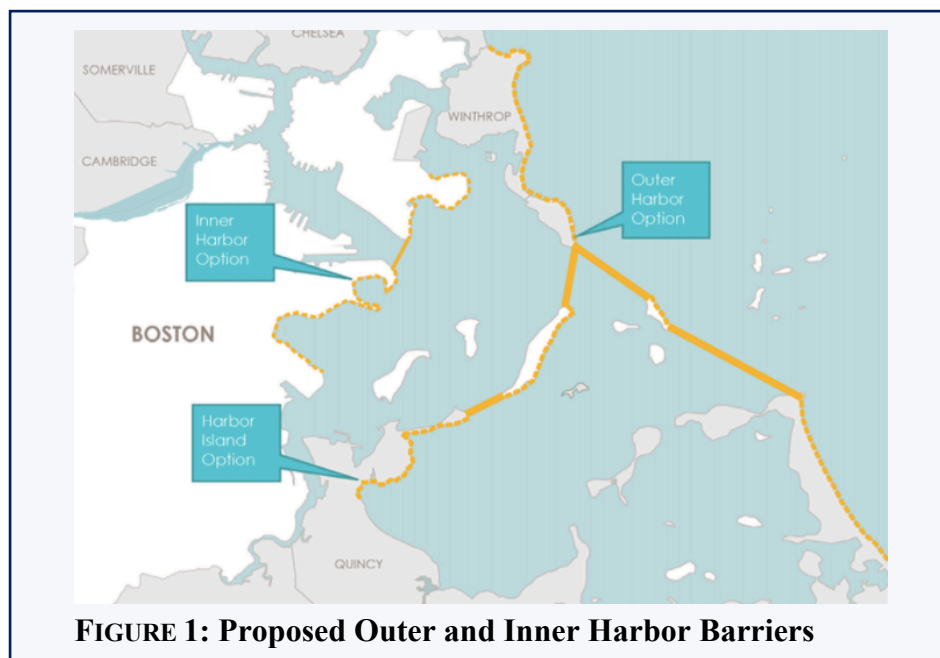 CHELSEA
SOMERVILLE
WINTHROP
CAMBRIDGE
Outer
Harbor
Option
Inner
Harbor
Option
BOSTON
Harbor
Island
Option
QUINCY
FIGURE 1: Proposed Outer and Inner Harbor Barriers